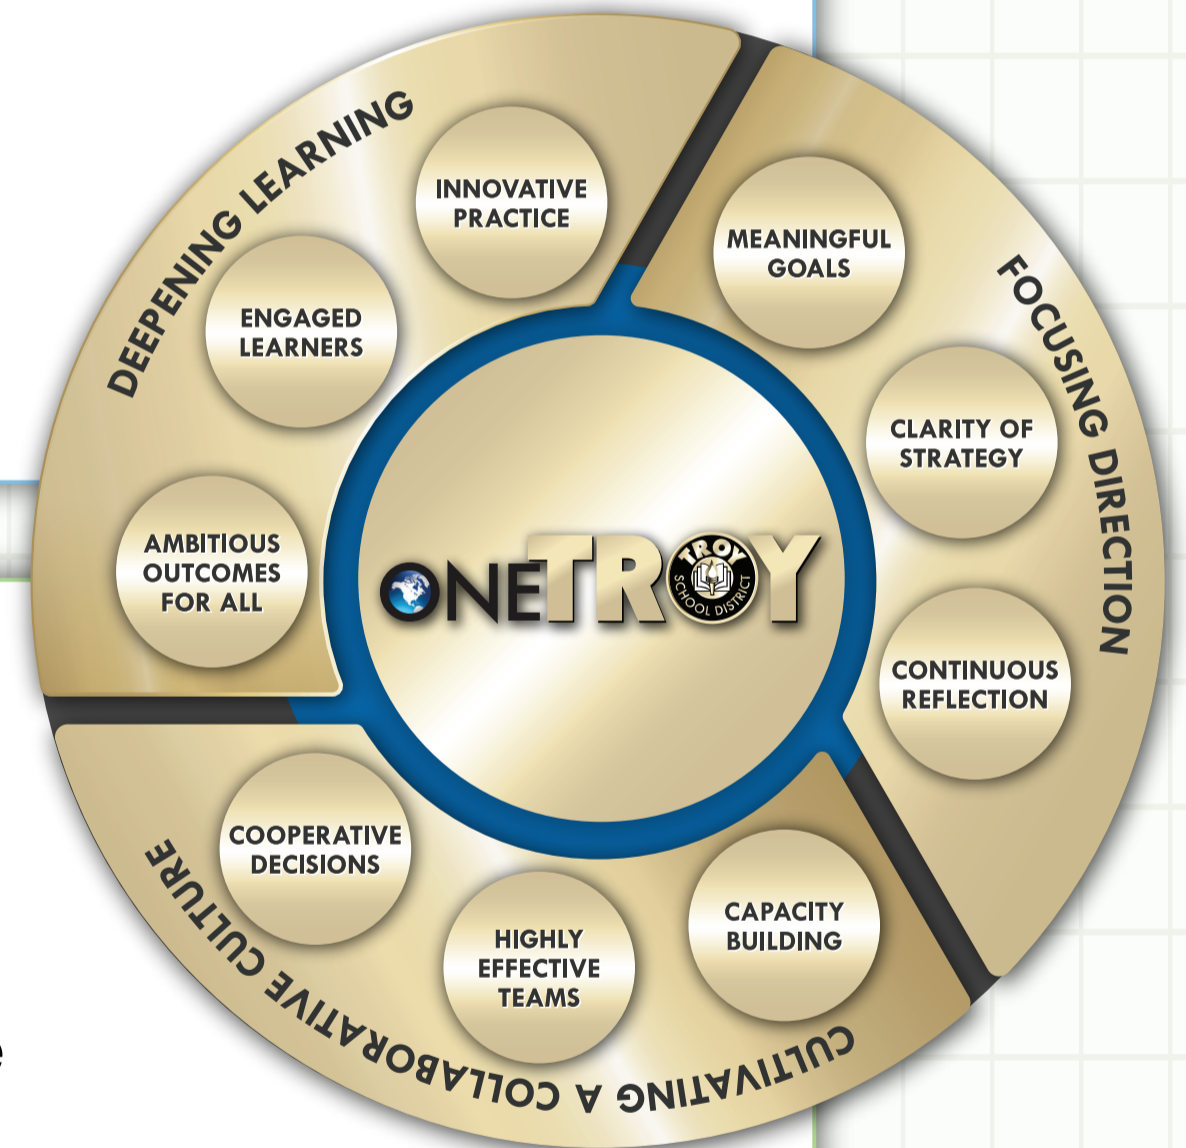 DEEPENING LEARNING
INNOVATIVE
PRACTICE
ENGAGED
LEARNERS
AMBITIOUS
OUTCOMES
FOR ALL
FOCUSING DIRECTION
MEANINGFUL
GOALS
CLARITY OF
STRATEGY
CONTINUOUS
REFLECTION
ONETROY
TROY
SCHOOL DISTRICT
CULTIVATING A COLLABORATIVE CULTURE
CAPACITY
BUILDING
HIGHLY
EFFECTIVE
TEAMS
COOPERATIVE
DECISIONS
e